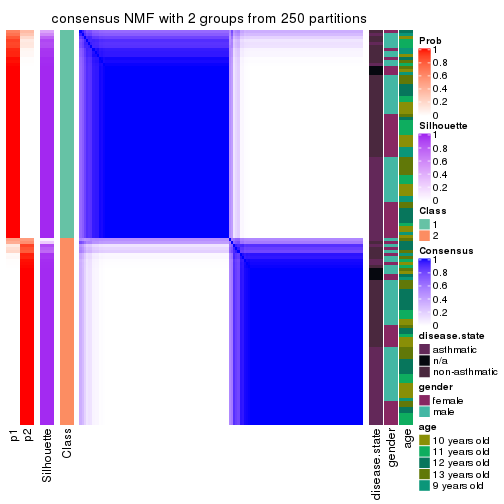 consensus NMF with 2 groups from 250 partitions
p1
p2
Silhouette
Class
disease.state
gender
age
Prob
1
0.8
0.6
0.4
0.2
0
Silhouette
1
0.8
0.6
0.4
0.2
0
Class
1
2
Consensus
1
0.8
0.6
0.4
0.2
0
disease.state
asthmatic
n/a
non-asthmatic
gender
female
male
age
10 years old
11 years old
12 years old
13 years old
9 years old